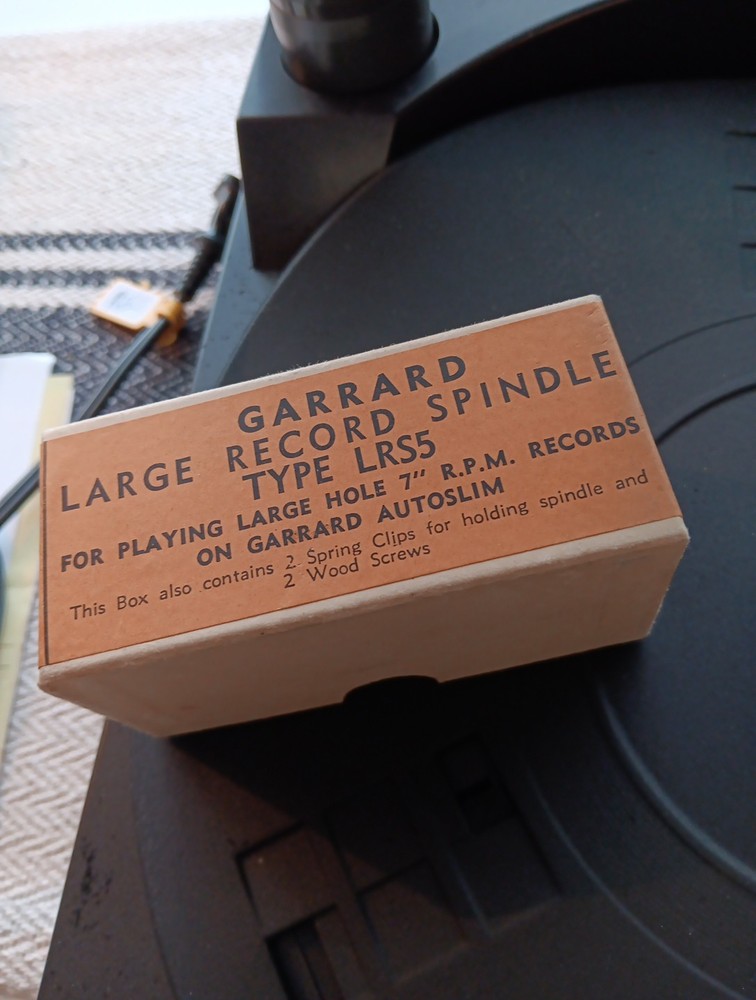 GARRARD
LARGE RECORD SPINDLE
TYPE LRS5
FOR PLAYING LARGE HOLE 7" R.P.M. RECORDS
ON GARRARD AUTOSLIM
This Box also contains 2 Spring Clips for holding spindle and
2 Wood Screws